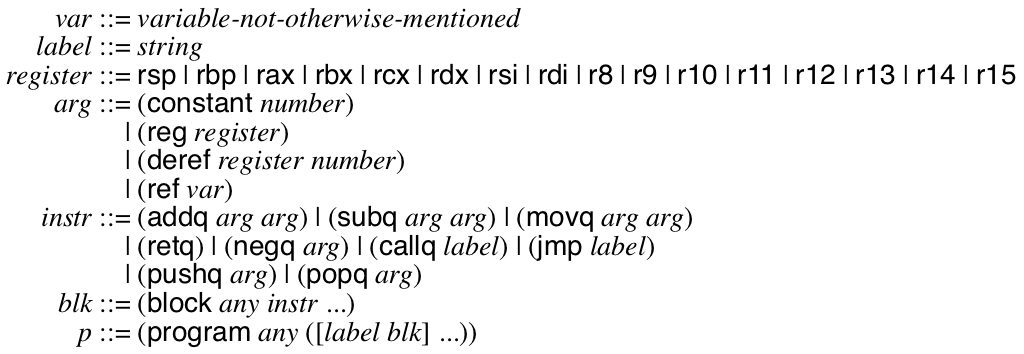 var ::= variable-not-otherwise-mentioned
label ::= string
register ::= rsp | rbp | rax | rbx | rcx | rdx | rsi | rdi | r8 | r9 | r10 | r11 | r12 | r13 | r14 | r15
arg ::= (constant number)
| (reg register)
| (deref register number)
| (ref var)
instr ::= (addq arg arg) | (subq arg arg) | (movq arg arg)
| (retq) | (negq arg) | (callq label) | (jmp label)
| (pushq arg) | (popq arg)
blk ::= (block any instr ...)
p ::= (program any ([label blk] ...))